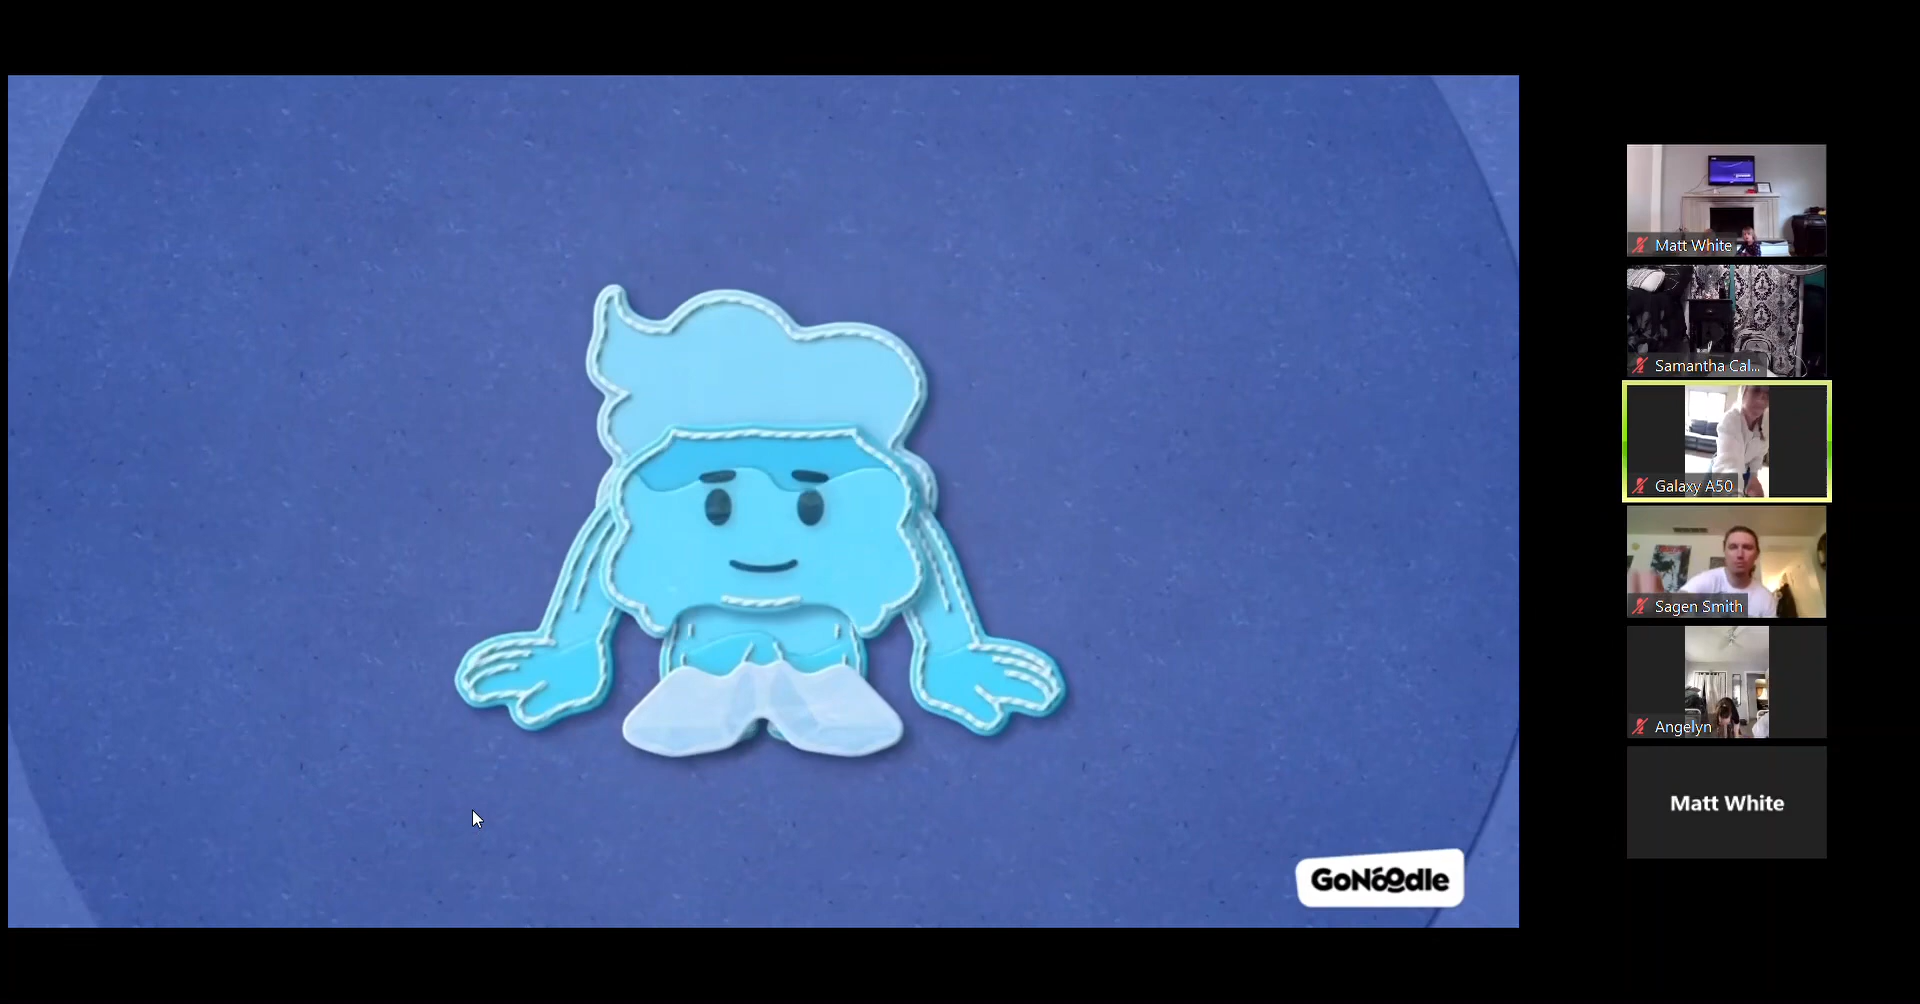 GoNoodle
Matt White
Samantha Cal...
Galaxy A50
Sagen Smith
Angelyn
Matt White